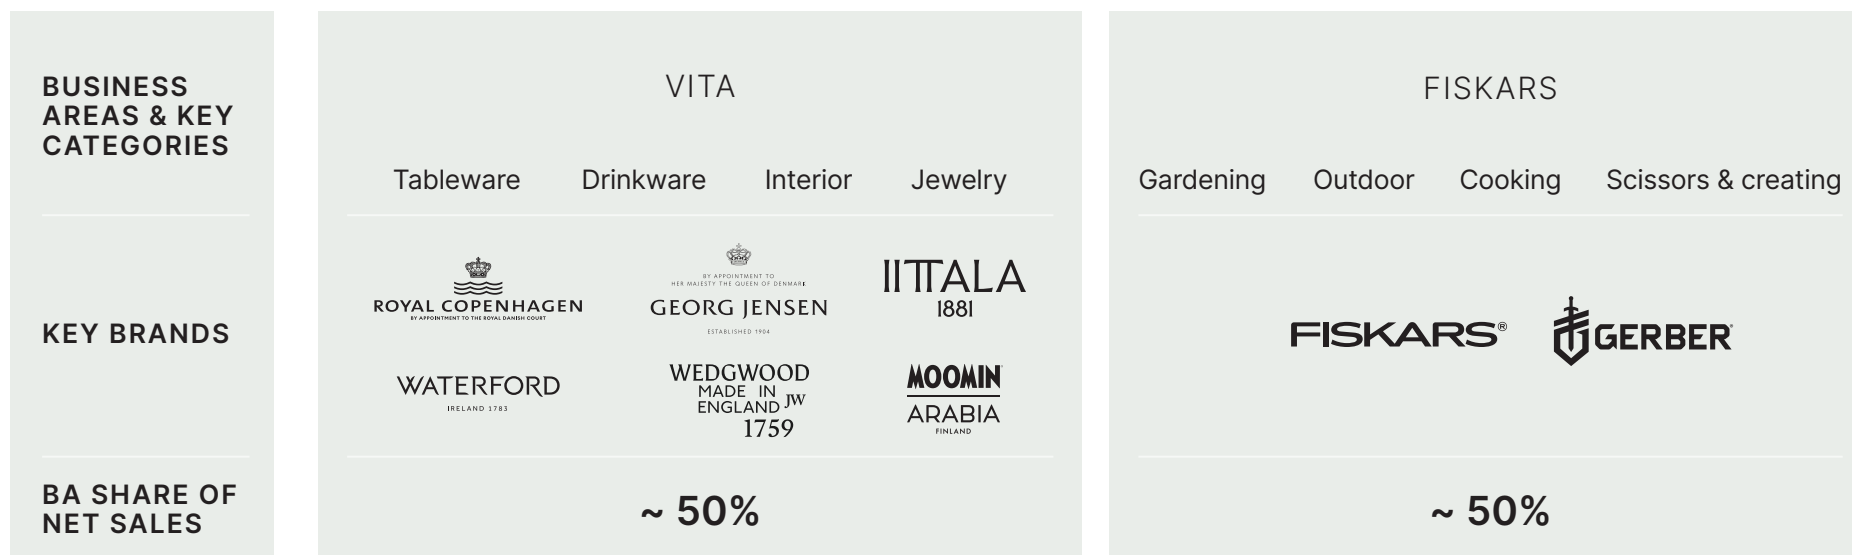 BUSINESS
AREAS & KEY
CATEGORIES
VITA
Tableware Drinkware Interior Jewelry
FISKARS
Gardening Outdoor Cooking Scissors & creating
KEY BRANDS
ROYAL COPENHAGEN
BY APPOINTMENT TO THE ROYAL DANISH COURT
BY APPOINTMENT TO
HER MAJESTY THE QUEEN OF DENMARK
GEORG JENSEN
ESTABLISHED 1904
IITTALA
1881
WATERFORD
IRELAND 1783
WEDGWOOD
MADE IN
ENGLAND JW
1759
MOOMIN
ARABIA
FINLAND
FISKARS®
GERBER
BA SHARE OF
NET SALES
~ 50%
~ 50%